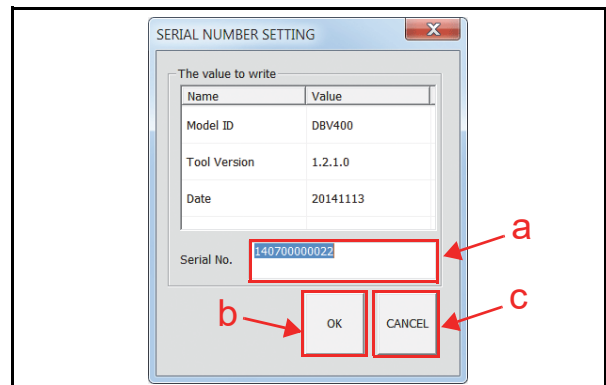 SERIAL NUMBER SETTING
X
The value to write
Name Value
Model ID DBV400
Tool Version 1.2.1.0
Date 20141113
Serial No. 140700000022
a
b
OK CANCEL
c